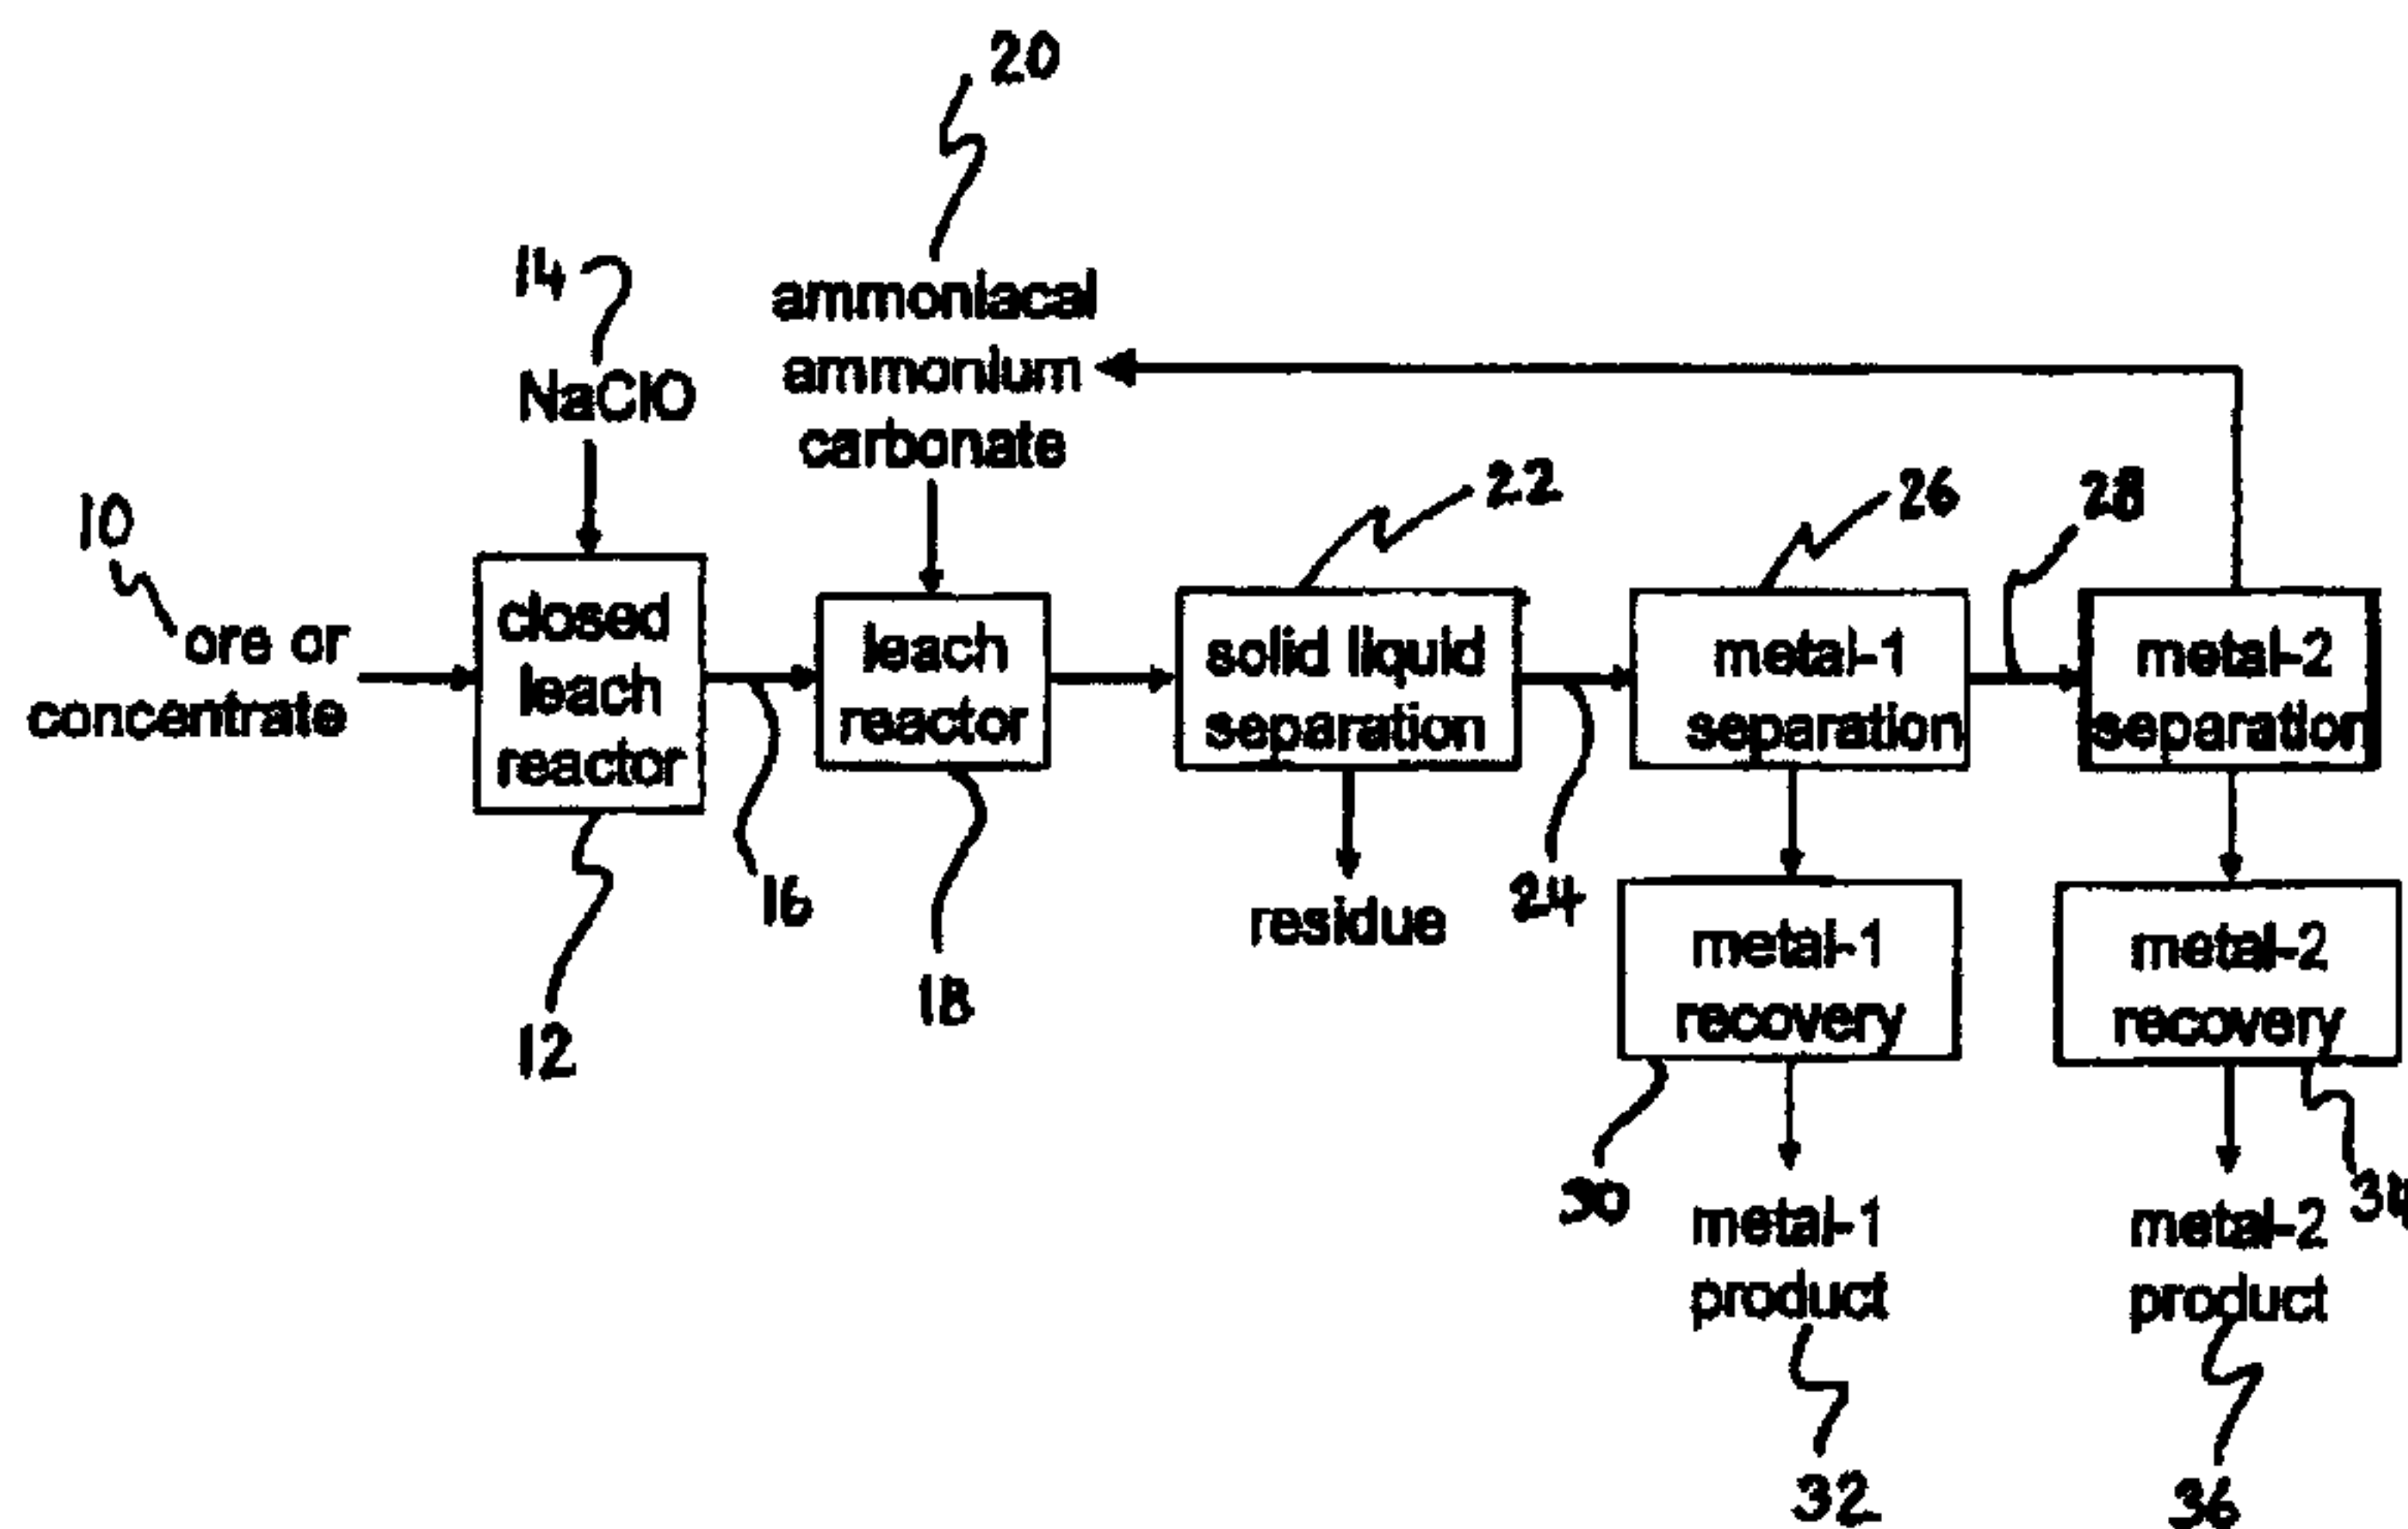 20
14
ammoniacal
ammonium
carbonate
NaClO
10
22
26
28
ore or
concentrate
closed
leach
reactor
leach
reactor
solid liquid
separation
metal-1
separation
metal-2
separation
16
residue
24
metal-1
recovery
metal-2
recovery
18
12
30
metal-1
product
metal-2
product
34
32
36